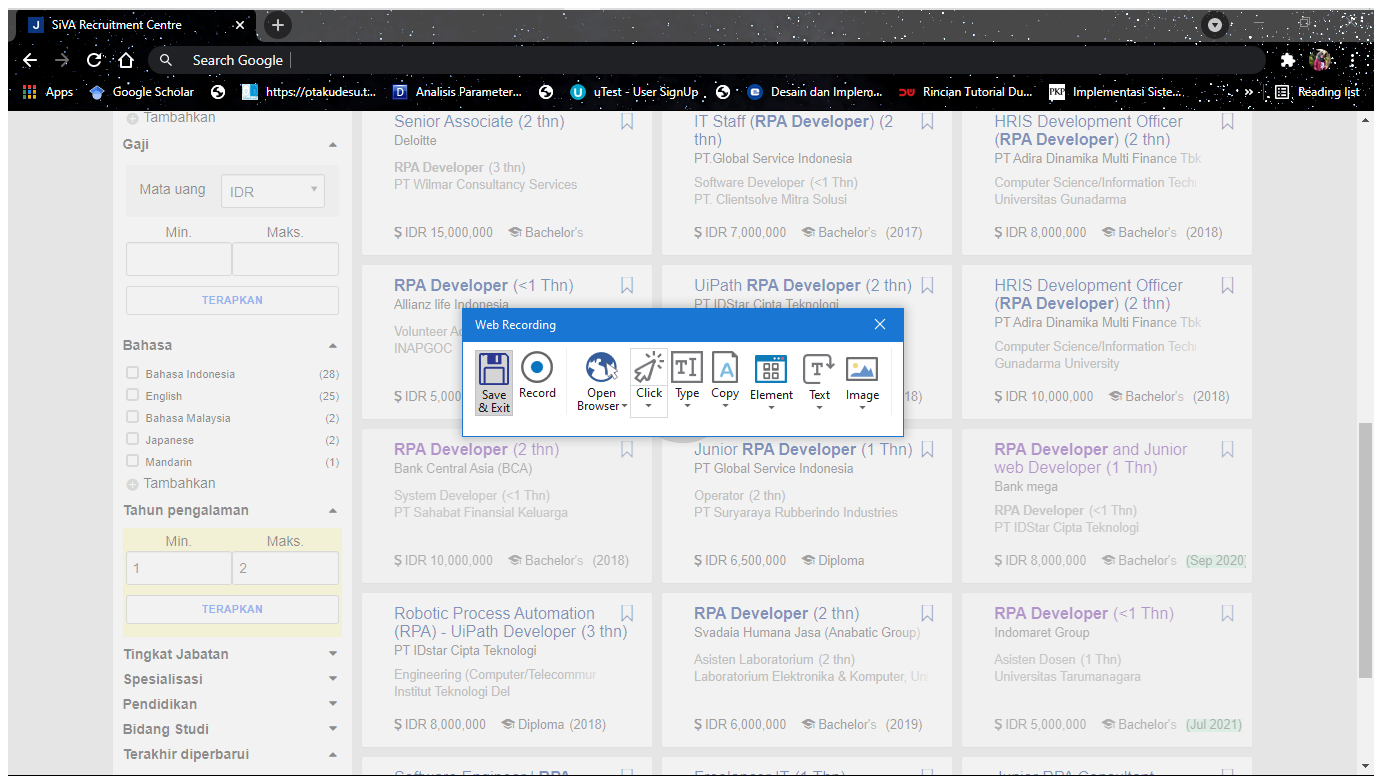 SiVA Recruitment Centre
Search Google
Apps
Google Scholar
https://otakudesu.t:...
Analisis Parameter...
uTest - User SignUp
Desain dan Implem...
Rincian Tutorial Du...
PKP
Implementasi Siste...
»
Reading list
Tambahkan
Gaji
Mata uang
IDR
Min.
Maks.
TERAPKAN
Bahasa
Bahasa Indonesia (28)
English (25)
Bahasa Malaysia (2)
Japanese (2)
Mandarin (1)
Tambahkan
Tahun pengalaman
Min.
Maks.
1
2
TERAPKAN
Tingkat Jabatan
Spesialisasi
Pendidikan
Bidang Studi
Terakhir diperbarui
Senior Associate (2 thn)
Deloitte
RPA Developer (3 thn)
PT Wilmar Consultancy Services
$ IDR 15,000,000 Bachelor's
IT Staff (RPA Developer) (2
thn)
PT.Global Service Indonesia
Software Developer (<1 Thn)
PT. Clientsolve Mitra Solusi
$ IDR 7,000,000 Bachelor's (2017)
HRIS Development Officer
(RPA Developer) (2 thn)
PT Adira Dinamika Multi Finance Tbk
Computer Science/Information Tech
Universitas Gunadarma
$ IDR 8,000,000 Bachelor's (2018)
RPA Developer (<1 Thn)
Allianz life Indonesia
Volunteer
INAPGOC
$ IDR 5,000
UiPath RPA Developer (2 thn)
PT IDStar Cipta Teknologi
18)
HRIS Development Officer
(RPA Developer) (2 thn)
PT Adira Dinamika Multi Finance Tbk
Computer Science/Information Tech
Gunadarma University
$ IDR 10,000,000 Bachelor's (2018)
Web Recording
Save
& Exit
Record
Open
Browser
Click
Type
Copy
Element
Text
Image
RPA Developer (2 thn)
Bank Central Asia (BCA)
System Developer (<1 Thn)
PT Sahabat Finansial Keluarga
$ IDR 10,000,000 Bachelor's (2018)
Junior RPA Developer (1 Thn)
PT Global Service Indonesia
Operator (2 thn)
PT Suryaraya Rubberindo Industries
$ IDR 6,500,000 Diploma
RPA Developer and Junior
web Developer (1 Thn)
Bank mega
RPA Developer (<1 Thn)
PT IDStar Cipta Teknologi
$ IDR 8,000,000 Bachelor's (Sep 2020)
Robotic Process Automation
(RPA) - UiPath Developer (3 thn)
PT IDstar Cipta Teknologi
Engineering (Computer/Telecommur
Institut Teknologi Del
$ IDR 8,000,000 Diploma (2018)
RPA Developer (2 thn)
Svadaia Humana Jasa (Anabatic Group)
Asisten Laboratorium (2 thn)
Laboratorium Elektronika & Komputer, Un
$ IDR 6,000,000 Bachelor's (2019)
RPA Developer (<1 Thn)
Indomaret Group
Asisten Dosen (1 Thn)
Universitas Tarumanagara
$ IDR 5,000,000 Bachelor's (Jul 2021)
Software Engineer | RPA
Freelancer IT (1 Thn)
Junior RPA Consultant